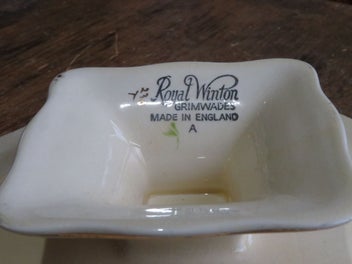 Royal Winton
GRIMWADES
MADE IN ENGLAND
A